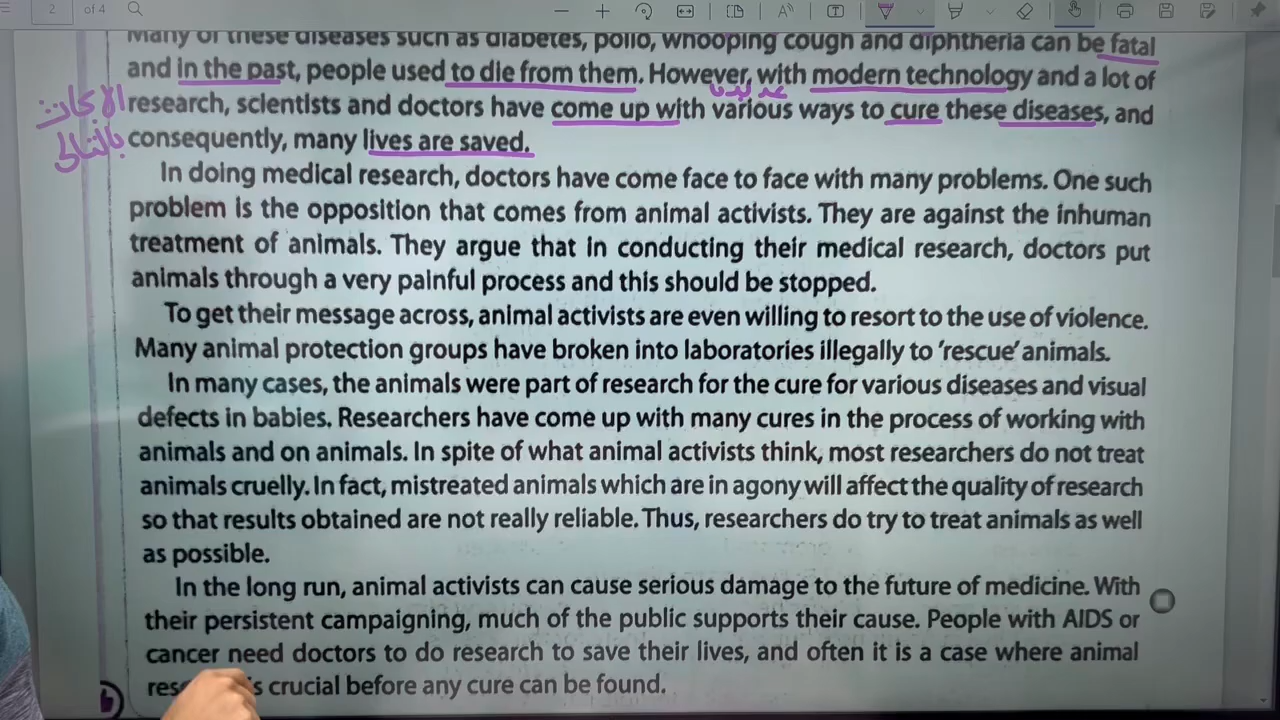 2 of 4
Many of these diseases such as diabetes, polio, whooping cough and diphtheria can be fatal
and in the past, people used to die from them. However, with modern technology and a lot of
research, scientists and doctors have come up with various ways to cure these diseases, and
consequently, many lives are saved.
In doing medical research, doctors have come face to face with many problems. One such
problem is the opposition that comes from animal activists. They are against the inhuman
treatment of animals. They argue that in conducting their medical research, doctors put
animals through a very painful process and this should be stopped.
To get their message across, animal activists are even willing to resort to the use of violence.
Many animal protection groups have broken into laboratories illegally to 'rescue' animals.
In many cases, the animals were part of research for the cure for various diseases and visual
defects in babies. Researchers have come up with many cures in the process of working with
animals and on animals. In spite of what animal activists think, most researchers do not treat
animals cruelly. In fact, mistreated animals which are in agony will affect the quality of research
so that results obtained are not really reliable. Thus, researchers do try to treat animals as well
as possible.
In the long run, animal activists can cause serious damage to the future of medicine. With
their persistent campaigning, much of the public supports their cause. People with AIDS or
cancer need doctors to do research to save their lives, and often it is a case where animal
crucial before any cure can be found.
بالتالي